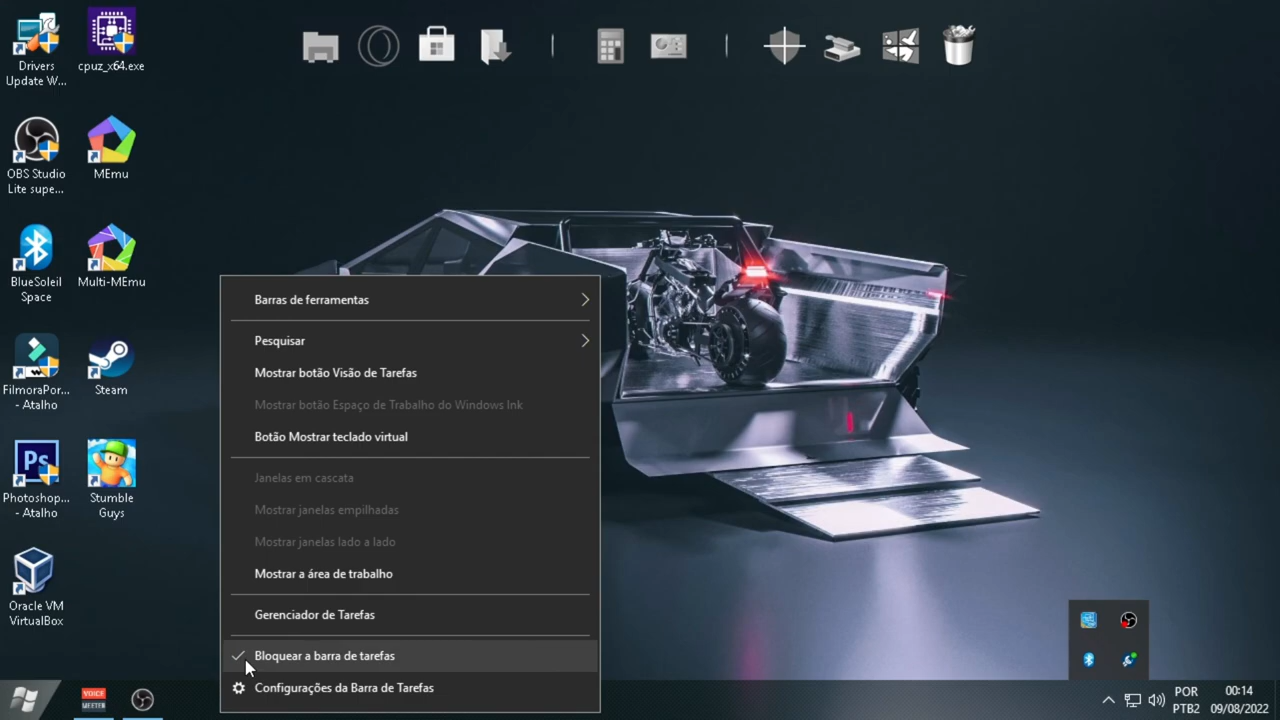 Drivers
Update W...
cpuz_x64.exe
OBS Studio
Lite supe...
MEmu
BlueSoleil
Space
Multi-MEmu
FilmoraPor...
- Atalho
Steam
Ps
Photoshop...
- Atalho
Stumble
Guys
Oracle VM
VirtualBox
Barras de ferramentas
Pesquisar
Mostrar botão Visão de Tarefas
Mostrar botão Espaço de Trabalho do Windows Ink
Botão Mostrar teclado virtual
Janelas em cascata
Mostrar janelas empilhadas
Mostrar janelas lado a lado
Mostrar a área de trabalho
Gerenciador de Tarefas
Bloquear a barra de tarefas
Configurações da Barra de Tarefas
VOICE
MEETER
POR
PTB2
00:14
09/08/2022